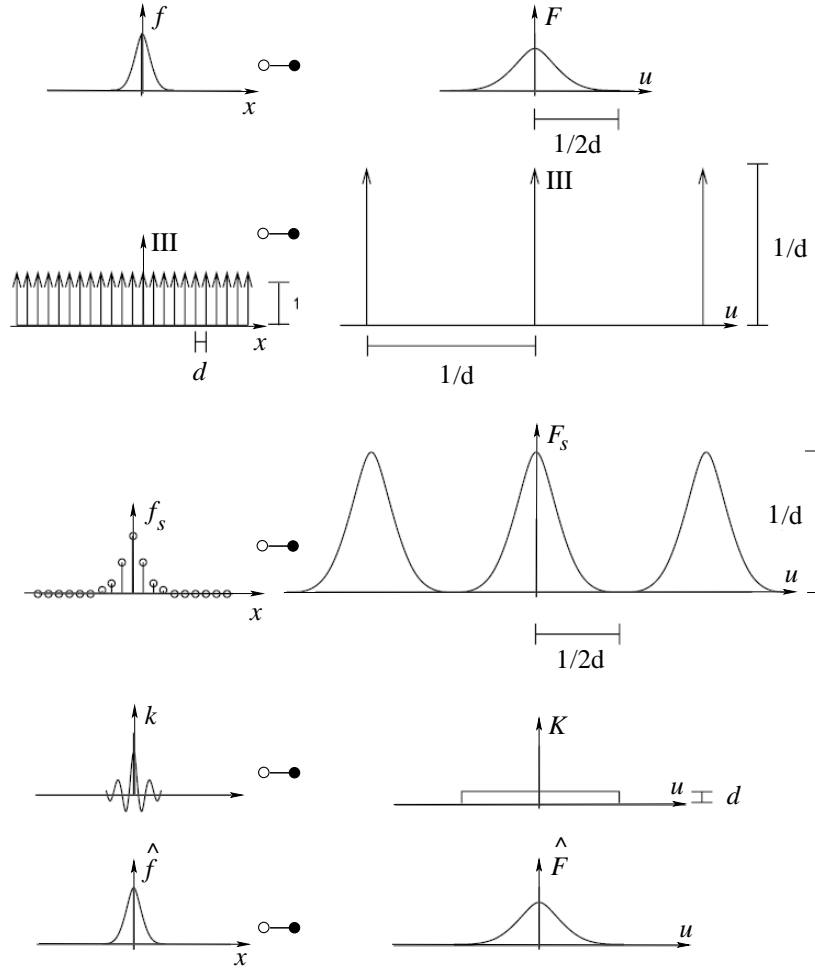 f F
x u
1/2d
III III
1
1/d
x u
d
1/d
f_s F_s
1/d
x u
1/2d
k K
u d
^ ^
f F
x u